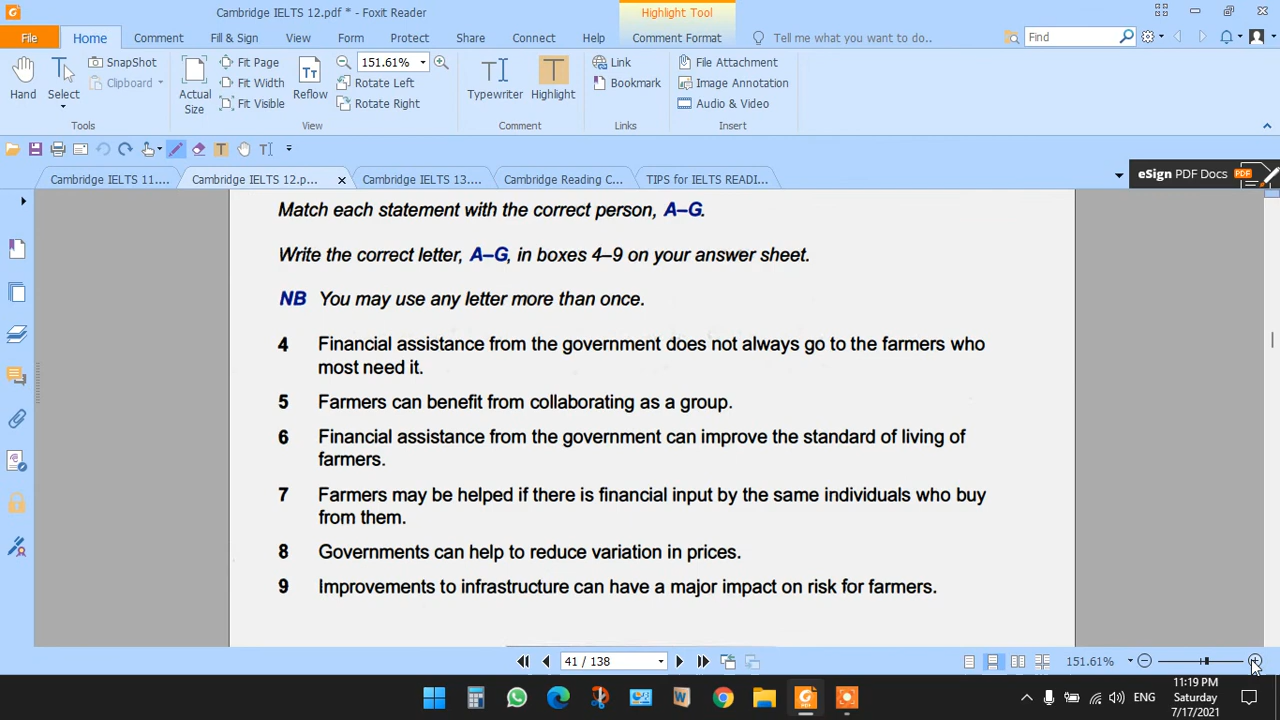 Cambridge IELTS 12.pdf * - Foxit Reader
Highlight Tool
File Home Comment Fill & Sign View Form Protect Share Connect Help Comment Format Tell me what you want to do... Find
Hand
Select
SnapShot
Clipboard
Tools
Actual Size
Fit Page
Fit Width
Fit Visible
Reflow
151.61%
Rotate Left
Rotate Right
View
Typewriter
Highlight
Comment
Link
Bookmark
Links
File Attachment
Image Annotation
Audio & Video
Insert
Cambridge IELTS 11....
Cambridge IELTS 12.p...
Cambridge IELTS 13....
Cambridge Reading C...
TIPS for IELTS READI...
eSign PDF Docs
PDF
Match each statement with the correct person, A–G.
Write the correct letter, A–G, in boxes 4–9 on your answer sheet.
NB You may use any letter more than once.
4 Financial assistance from the government does not always go to the farmers who
most need it.
5 Farmers can benefit from collaborating as a group.
6 Financial assistance from the government can improve the standard of living of
farmers.
7 Farmers may be helped if there is financial input by the same individuals who buy
from them.
8 Governments can help to reduce variation in prices.
9 Improvements to infrastructure can have a major impact on risk for farmers.
41 / 138
151.61%
ENG
11:19 PM
Saturday
7/17/2021